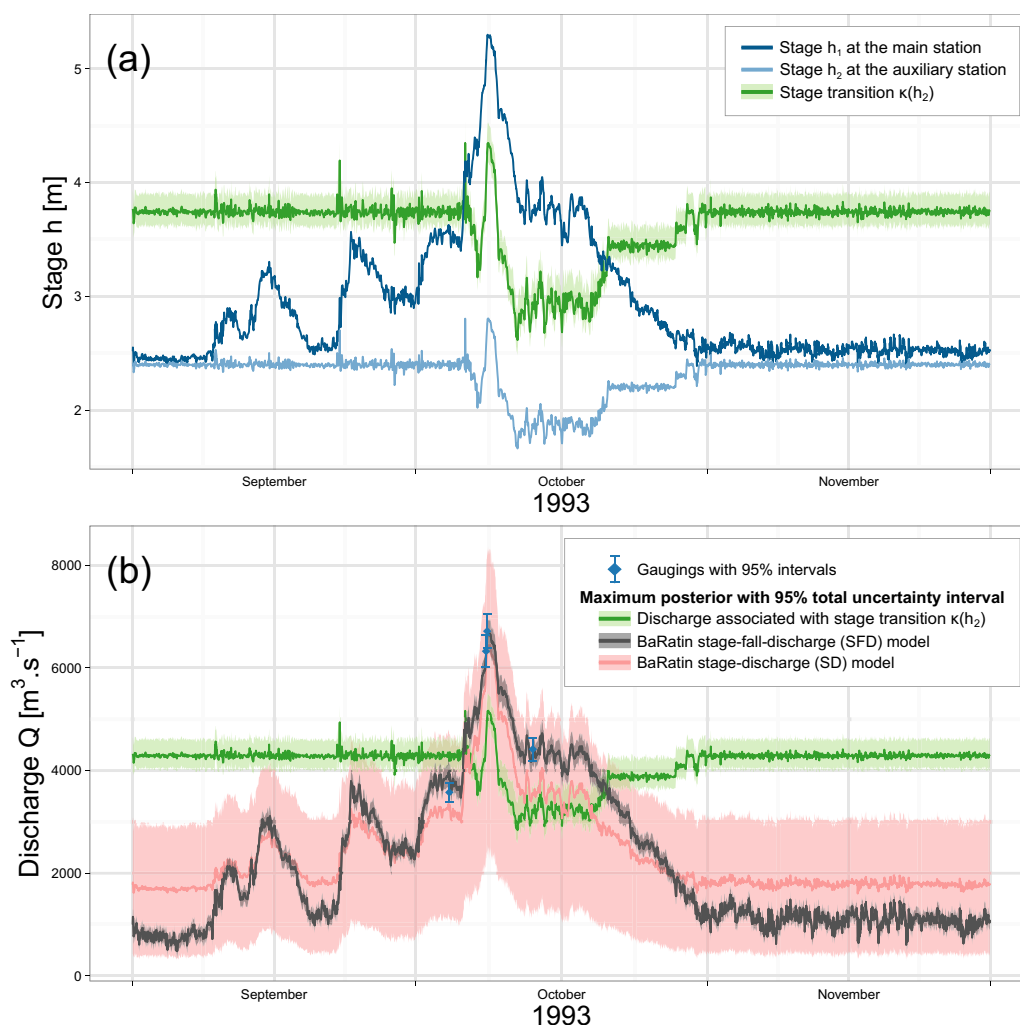 (a)
Stage h₁ at the main station
Stage h₂ at the auxiliary station
Stage transition κ(h₂)
Stage h [m]
5
4
3
2
September
October
November
1993
(b)
Gaugings with 95% intervals
Maximum posterior with 95% total uncertainty interval
Discharge associated with stage transition κ(h₂)
BaRatin stage-fall-discharge (SFD) model
BaRatin stage-discharge (SD) model
Discharge Q [m³.s⁻¹]
8000
6000
4000
2000
0
September
October
November
1993